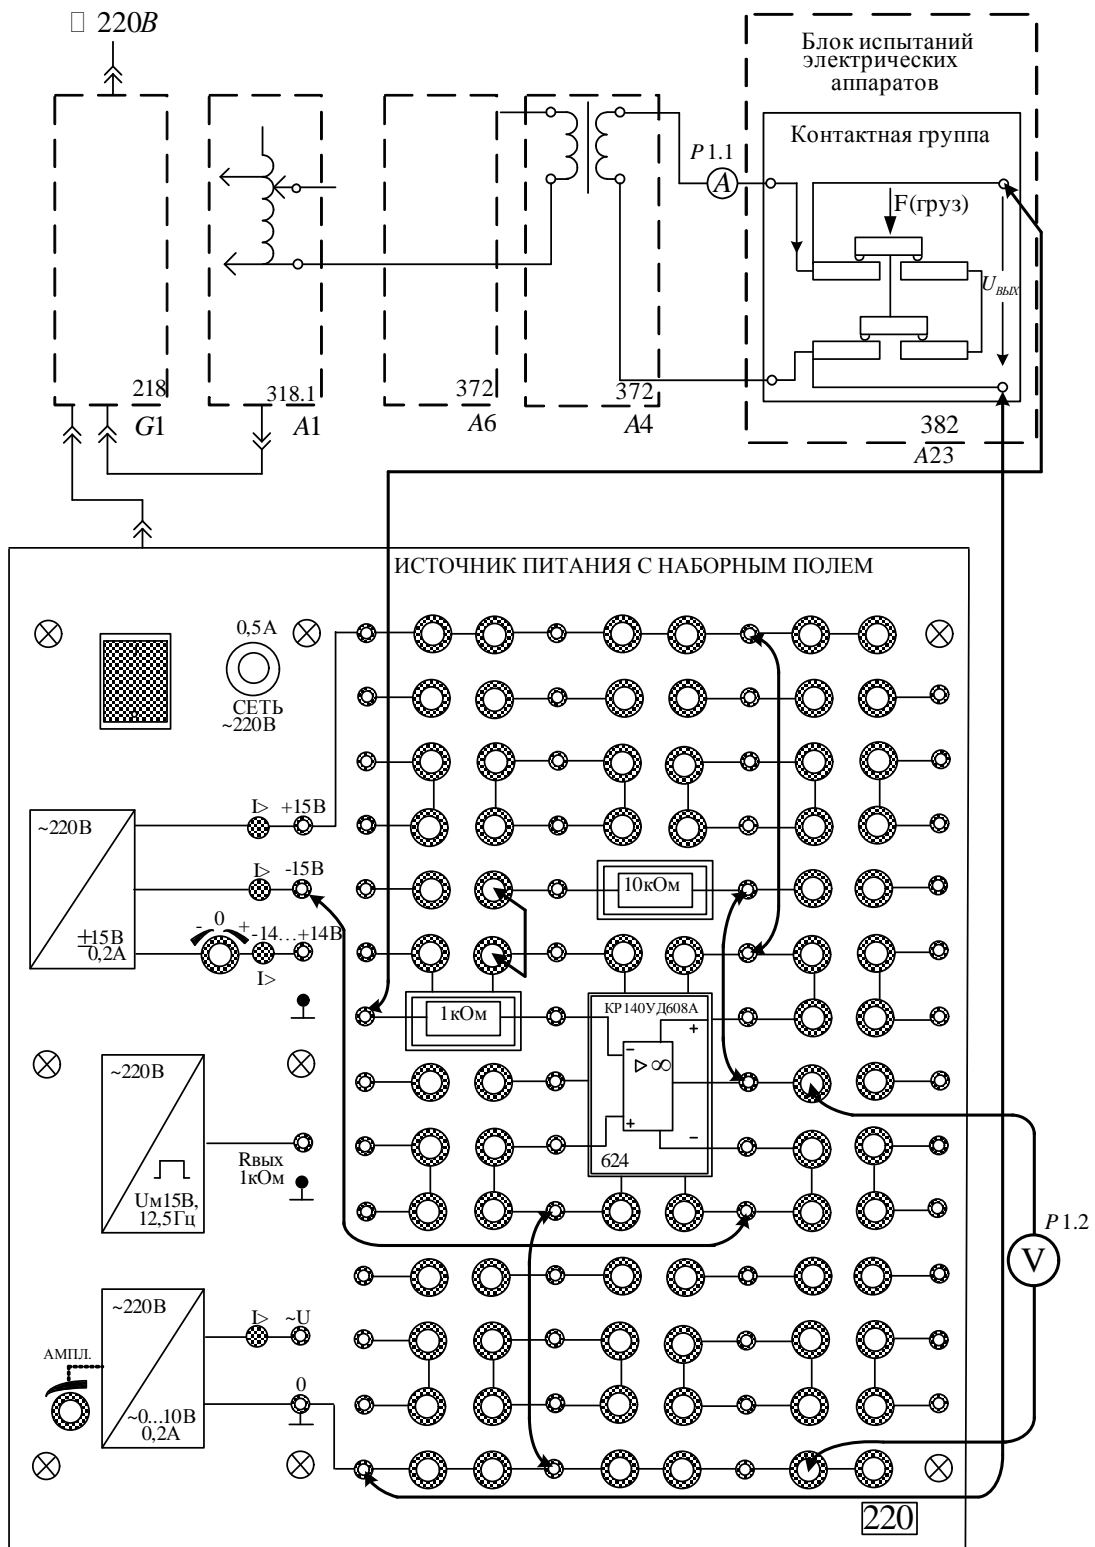 220В
Блок испытаний
электрических
аппаратов
Контактная группа
P 1.1
A
F(груз)
Uвых
218
G1
318.1
A1
372
A6
372
A4
382
A23
ИСТОЧНИК ПИТАНИЯ С НАБОРНЫМ ПОЛЕМ
0,5А
СЕТЬ
~220В
~220В
±15В
0,2А
I> +15В
I> -15В
- 0 +
-14...+14В
I>
10кОм
1кОм
КР140УД608А
- ▷ ∞
+
+
-
624
~220В
Uм15В,
12,5Гц
Rвых
1кОм
P 1.2
V
~220В
I> ~U
АМПЛ.
0
~0...10В
0,2А
220